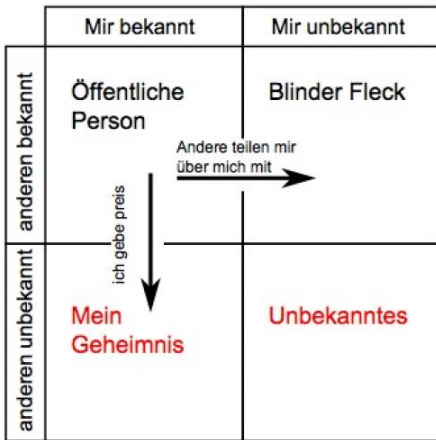 Mir bekannt
Mir unbekannt
anderen bekannt
Öffentliche
Person
Blinder Fleck
Andere teilen mir
über mich mit
ich gebe preis
anderen unbekannt
Mein
Geheimnis
Unbekanntes